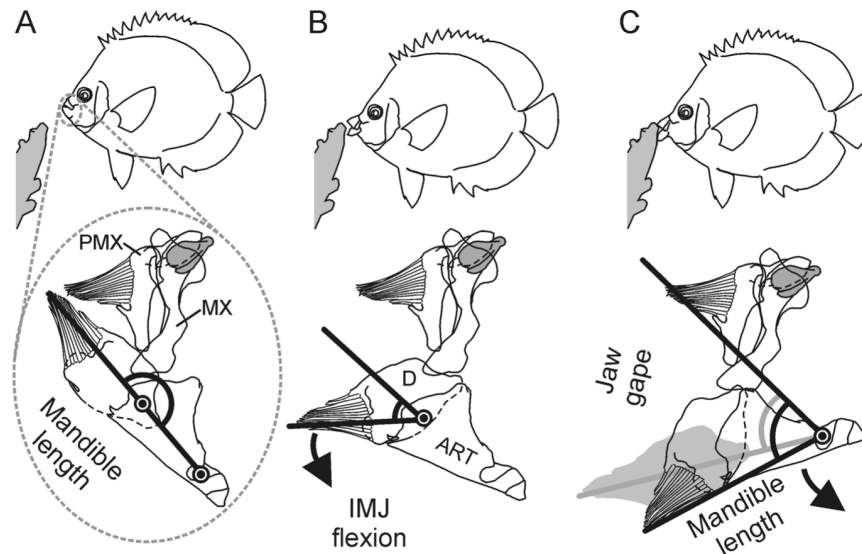 A
B
C
PMX
MX
Mandible
length
D
ART
IMJ
flexion
Jaw
gape
Mandible
length